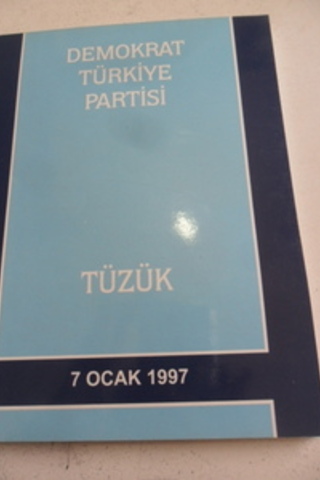 DEMOKRAT
TÜRKİYE
PARTİSİ
TÜZÜK
7 OCAK 1997